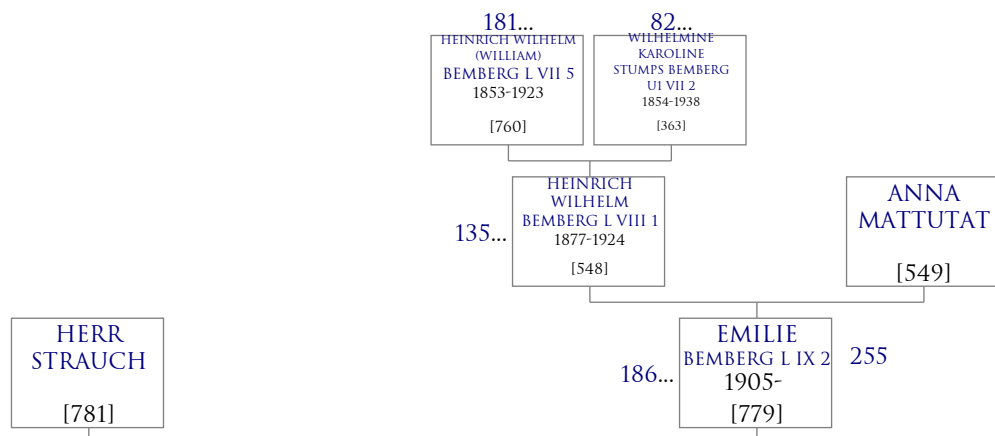 181...
HEINRICH WILHELM
(WILLIAM)
BEMBERG L VII 5
1853-1923
[760]
82...
WILHELMINE
KAROLINE
STUMPS BEMBERG
U1 VII 2
1854-1938
[363]
135...
HEINRICH
WILHELM
BEMBERG L VIII 1
1877-1924
[548]
ANNA
MATTUTAT
[549]
HERR
STRAUCH
[781]
186...
EMILIE
BEMBERG L IX 2
1905-
[779]
255